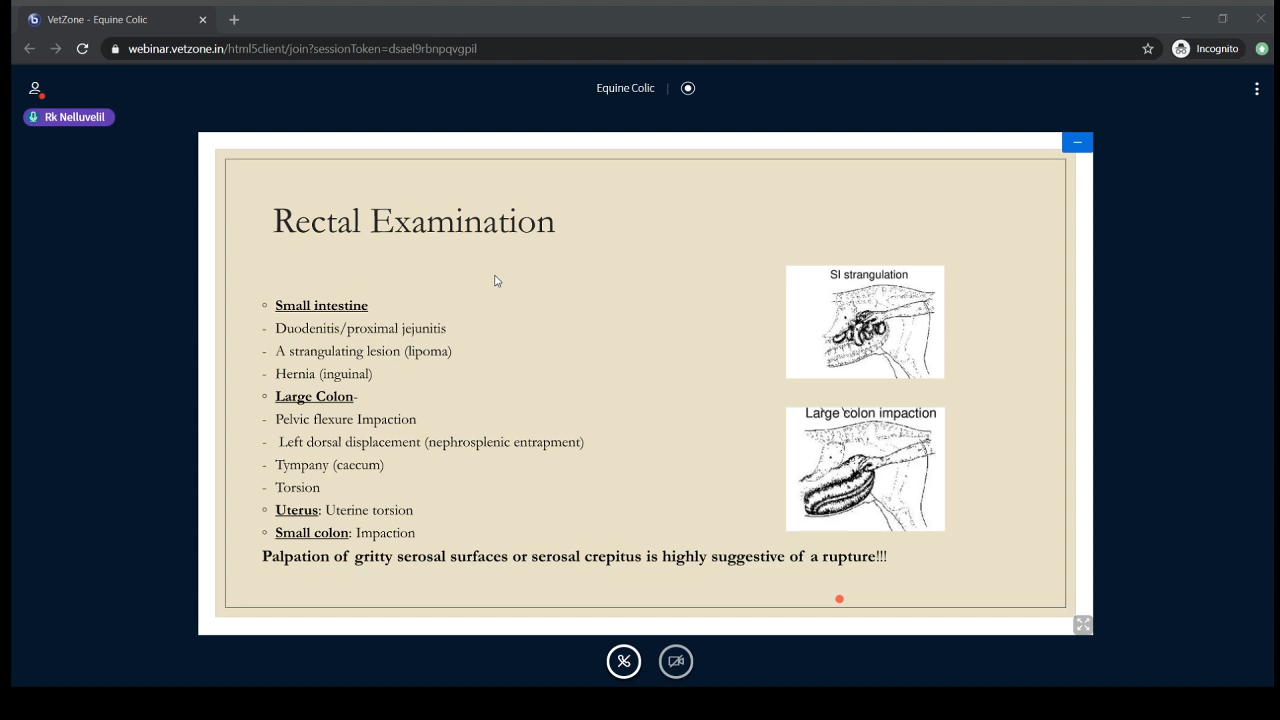 VetZone - Equine Colic
webinar.vetzone.in/html5client/join?sessionToken=dsael9rbnpqvgpil
Incognito
Equine Colic
Rk Nelluvelil
Rectal Examination
Small intestine
- Duodenitis/proximal jejunitis
- A strangulating lesion (lipoma)
- Hernia (inguinal)
Large Colon-
- Pelvic flexure Impaction
- Left dorsal displacement (nephrosplenic entrapment)
- Tympany (caecum)
- Torsion
Uterus: Uterine torsion
Small colon: Impaction
Palpation of gritty serosal surfaces or serosal crepitus is highly suggestive of a rupture!!!
SI strangulation
Large colon impaction